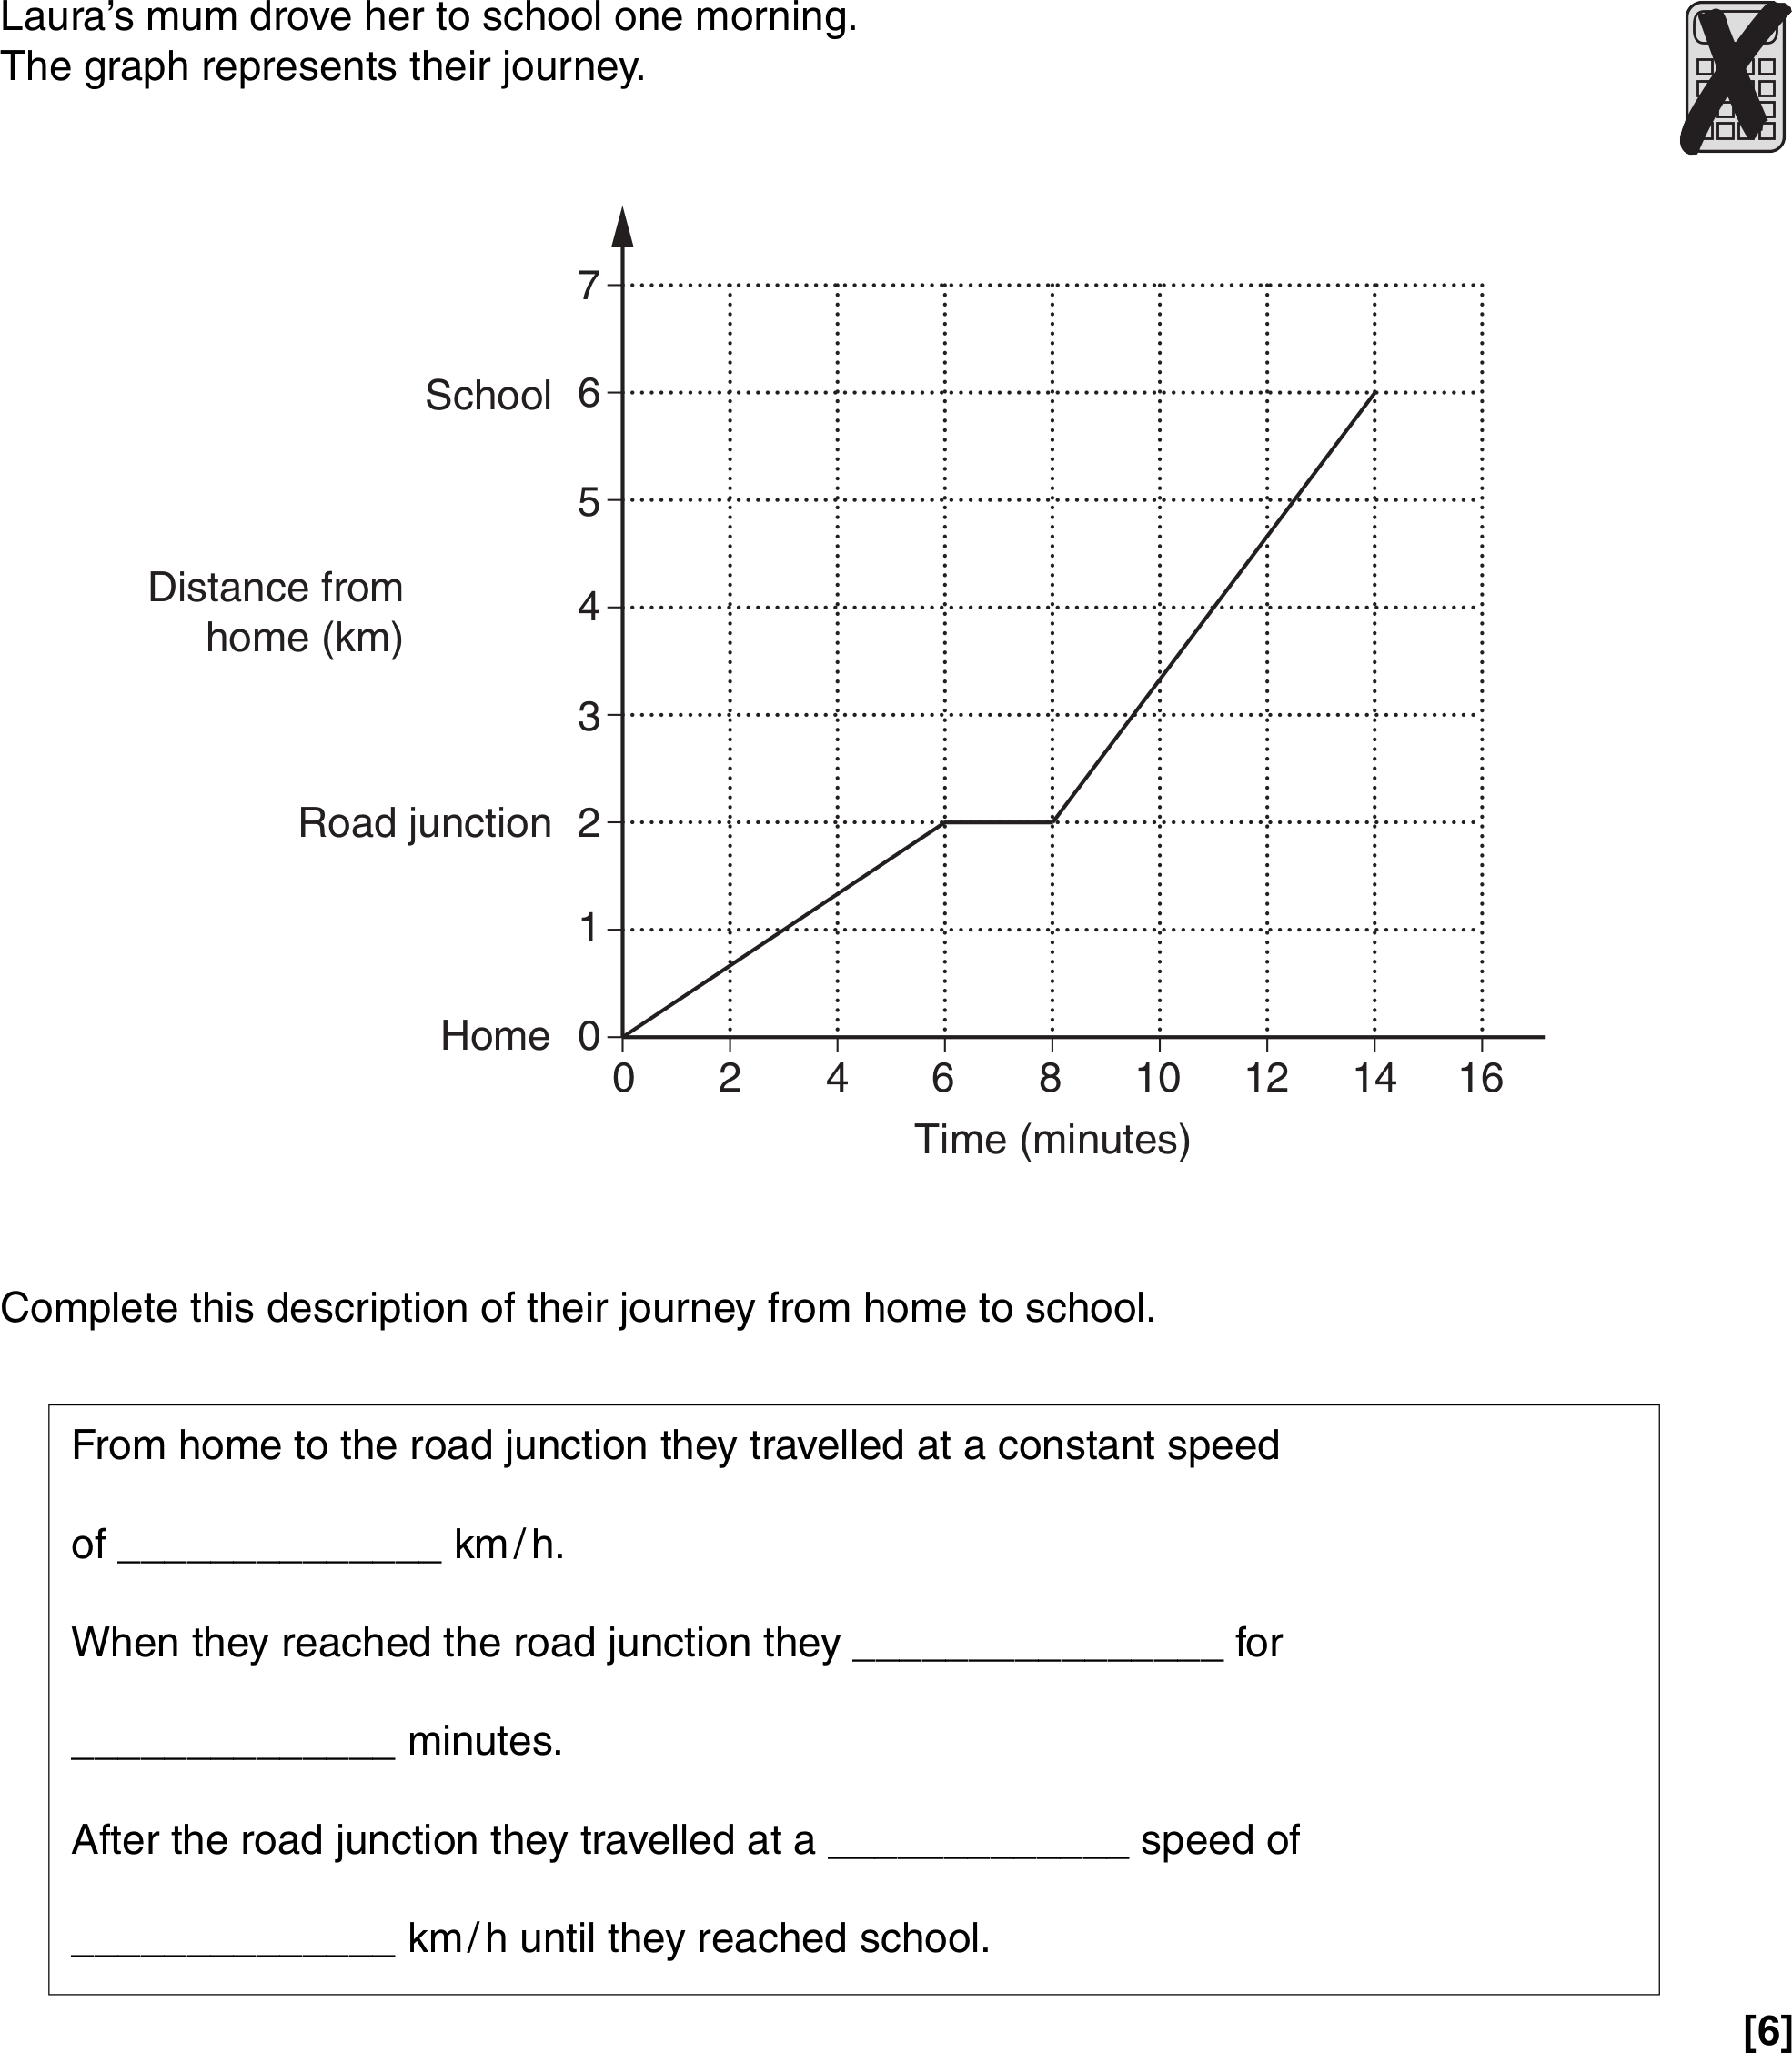 Laura’s mum drove her to school one morning.
The graph represents their journey.
7
School 6
5
Distance from
home (km)
4
3
Road junction 2
1
Home 0
0 2 4 6 8 10 12 14 16
Time (minutes)
Complete this description of their journey from home to school.
From home to the road junction they travelled at a constant speed
of ______________ km/h.
When they reached the road junction they ________________ for
______________ minutes.
After the road junction they travelled at a _____________ speed of
______________ km/h until they reached school.
[6]